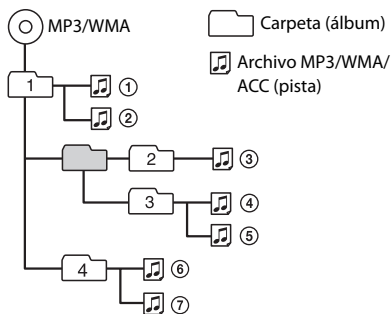 MP3/WMA
Carpeta (álbum)
Archivo MP3/WMA/
ACC (pista)
1
①
②
2
③
3
④
⑤
4
⑥
⑦